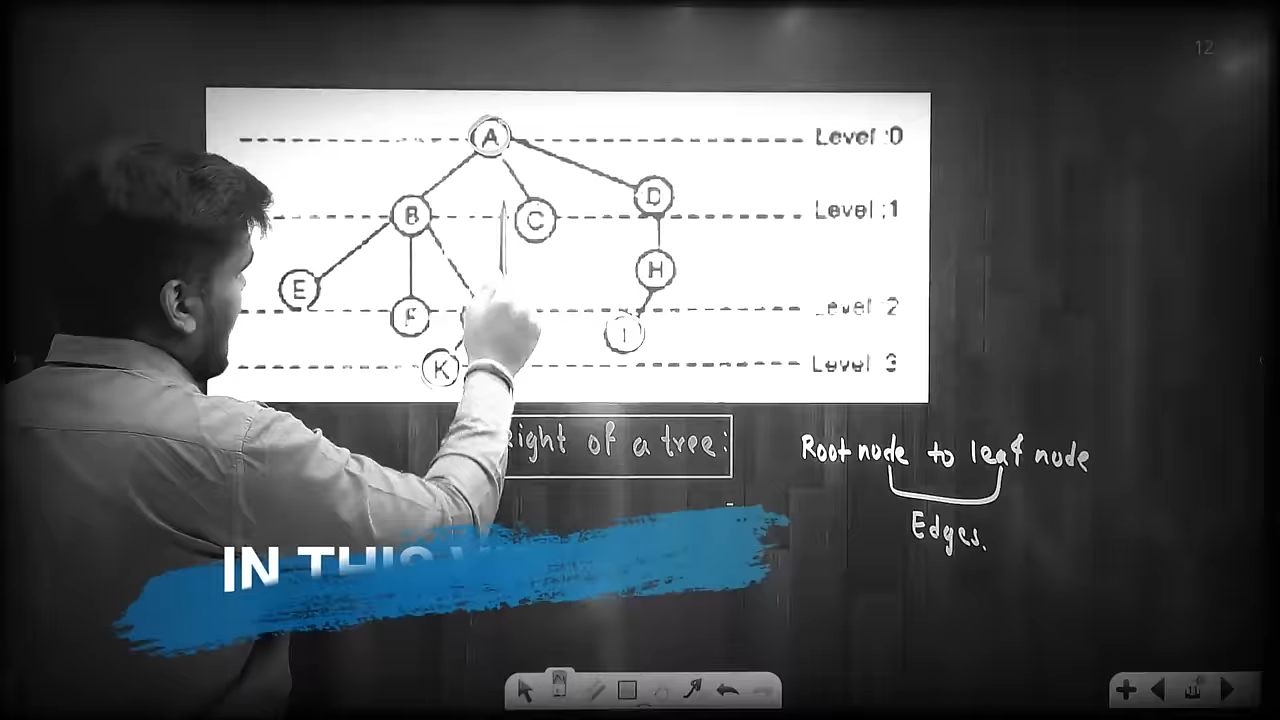 12
A
Level :0
B
C
D
Level :1
E
F
H
I
Level :2
K
Level 3
eight of a tree:
Root node to leaf node
Edges.
IN THIS